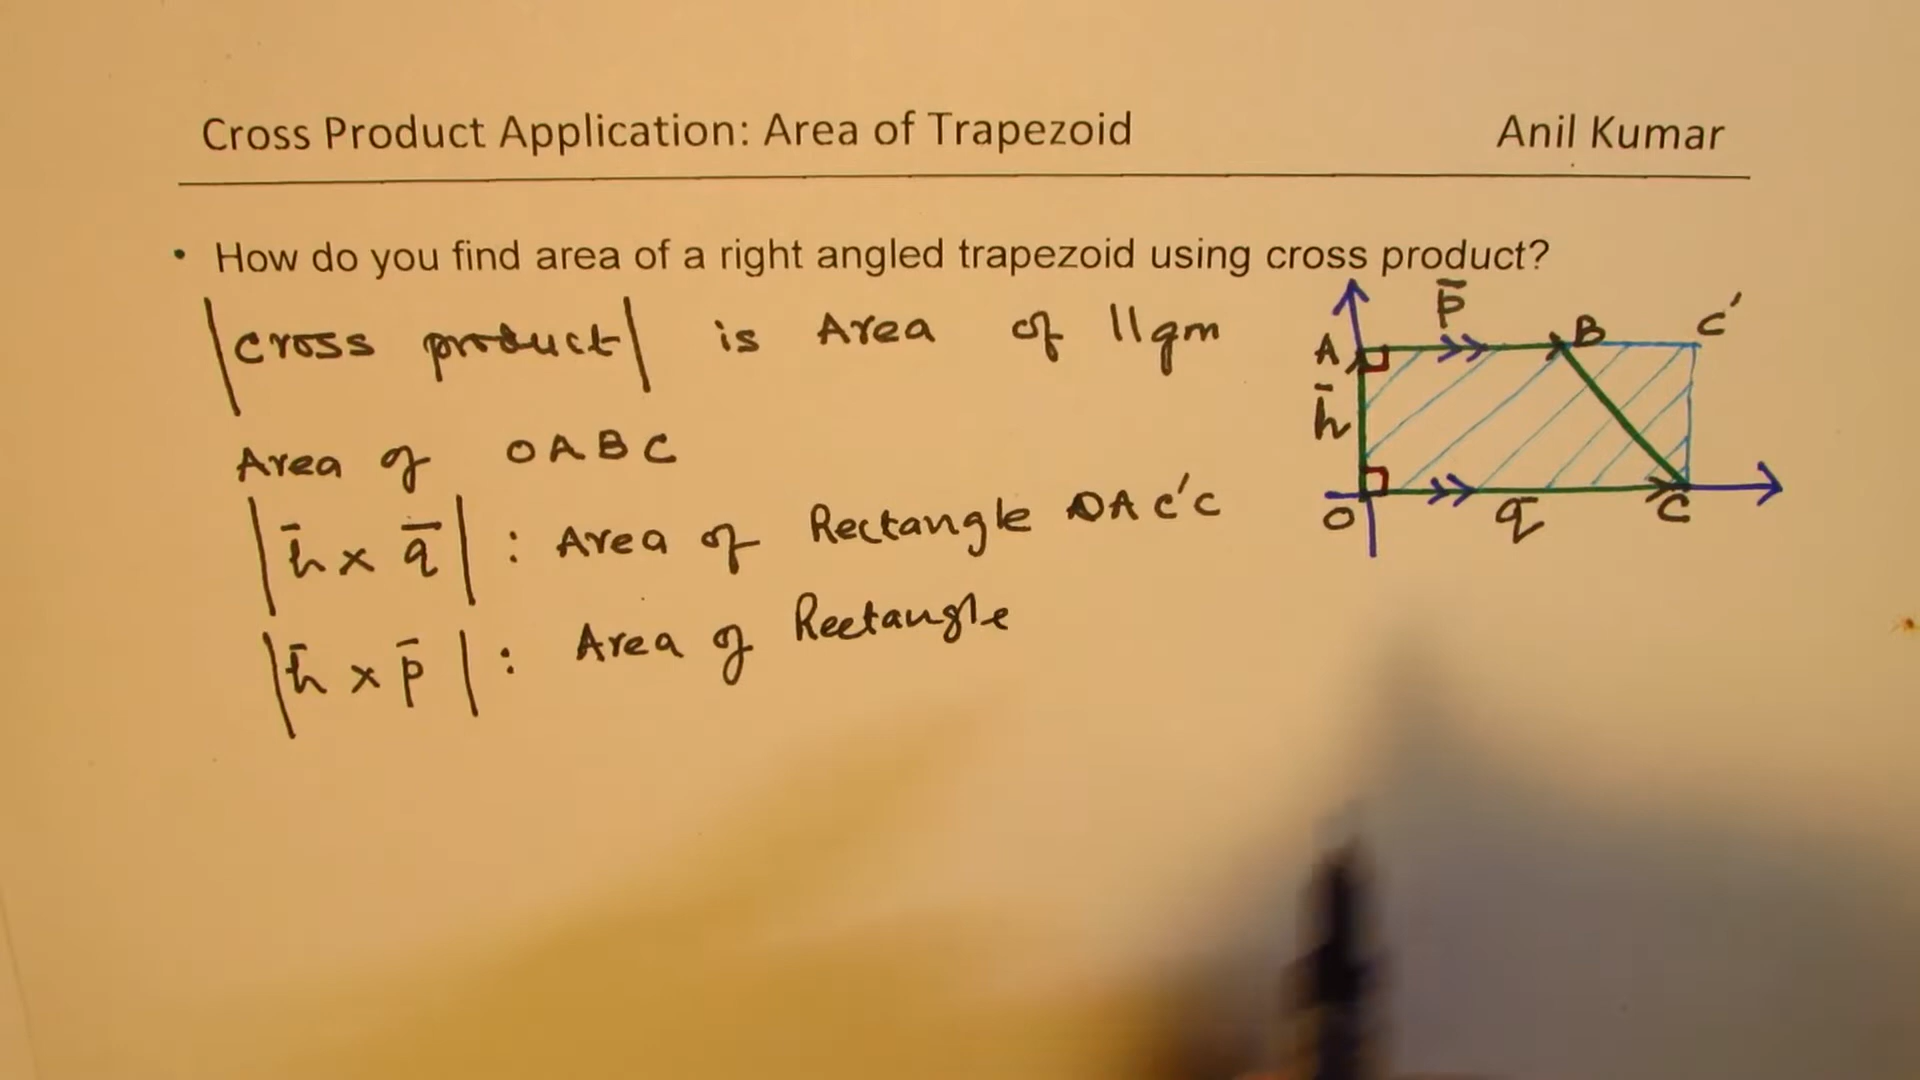 Cross Product Application: Area of Trapezoid Anil Kumar
• How do you find area of a right angled trapezoid using cross product?
|cross product| is Area of ||gm
Area of OABC
|h̄ × q̄| : Area of Rectangle OAC'C
|h̄ × p̄| : Area of Rectangle
p̄
A B C'
h̄
O q̄ C